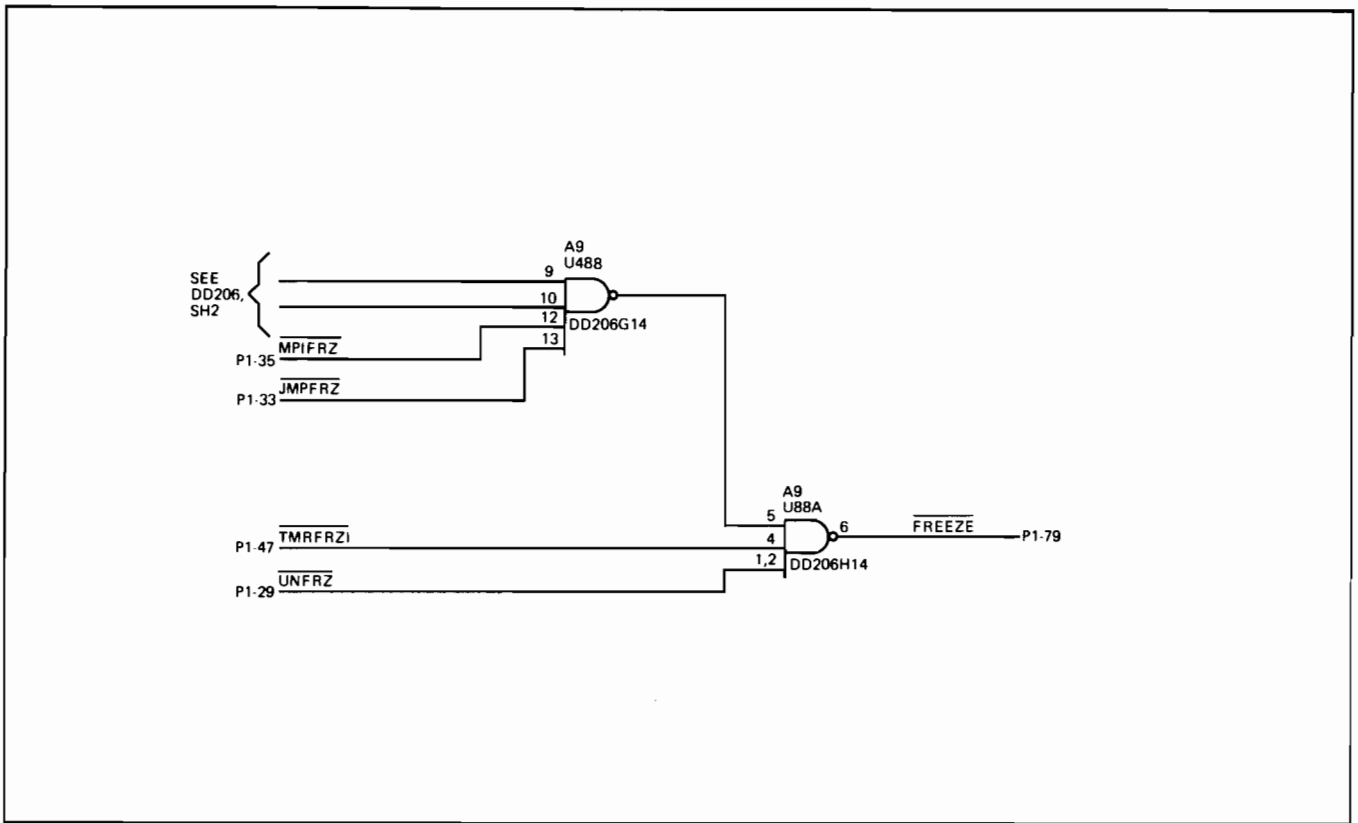 A9
U488
9
SEE
DD206,
SH2
10
12
DD206G14
13
P1-35 MPIFRZ
P1-33 JMPFRZ
A9
U88A
5
6
FREEZE
P1-79
P1-47 TMRFRZI
4
1,2
DD206H14
P1-29 UNFRZ